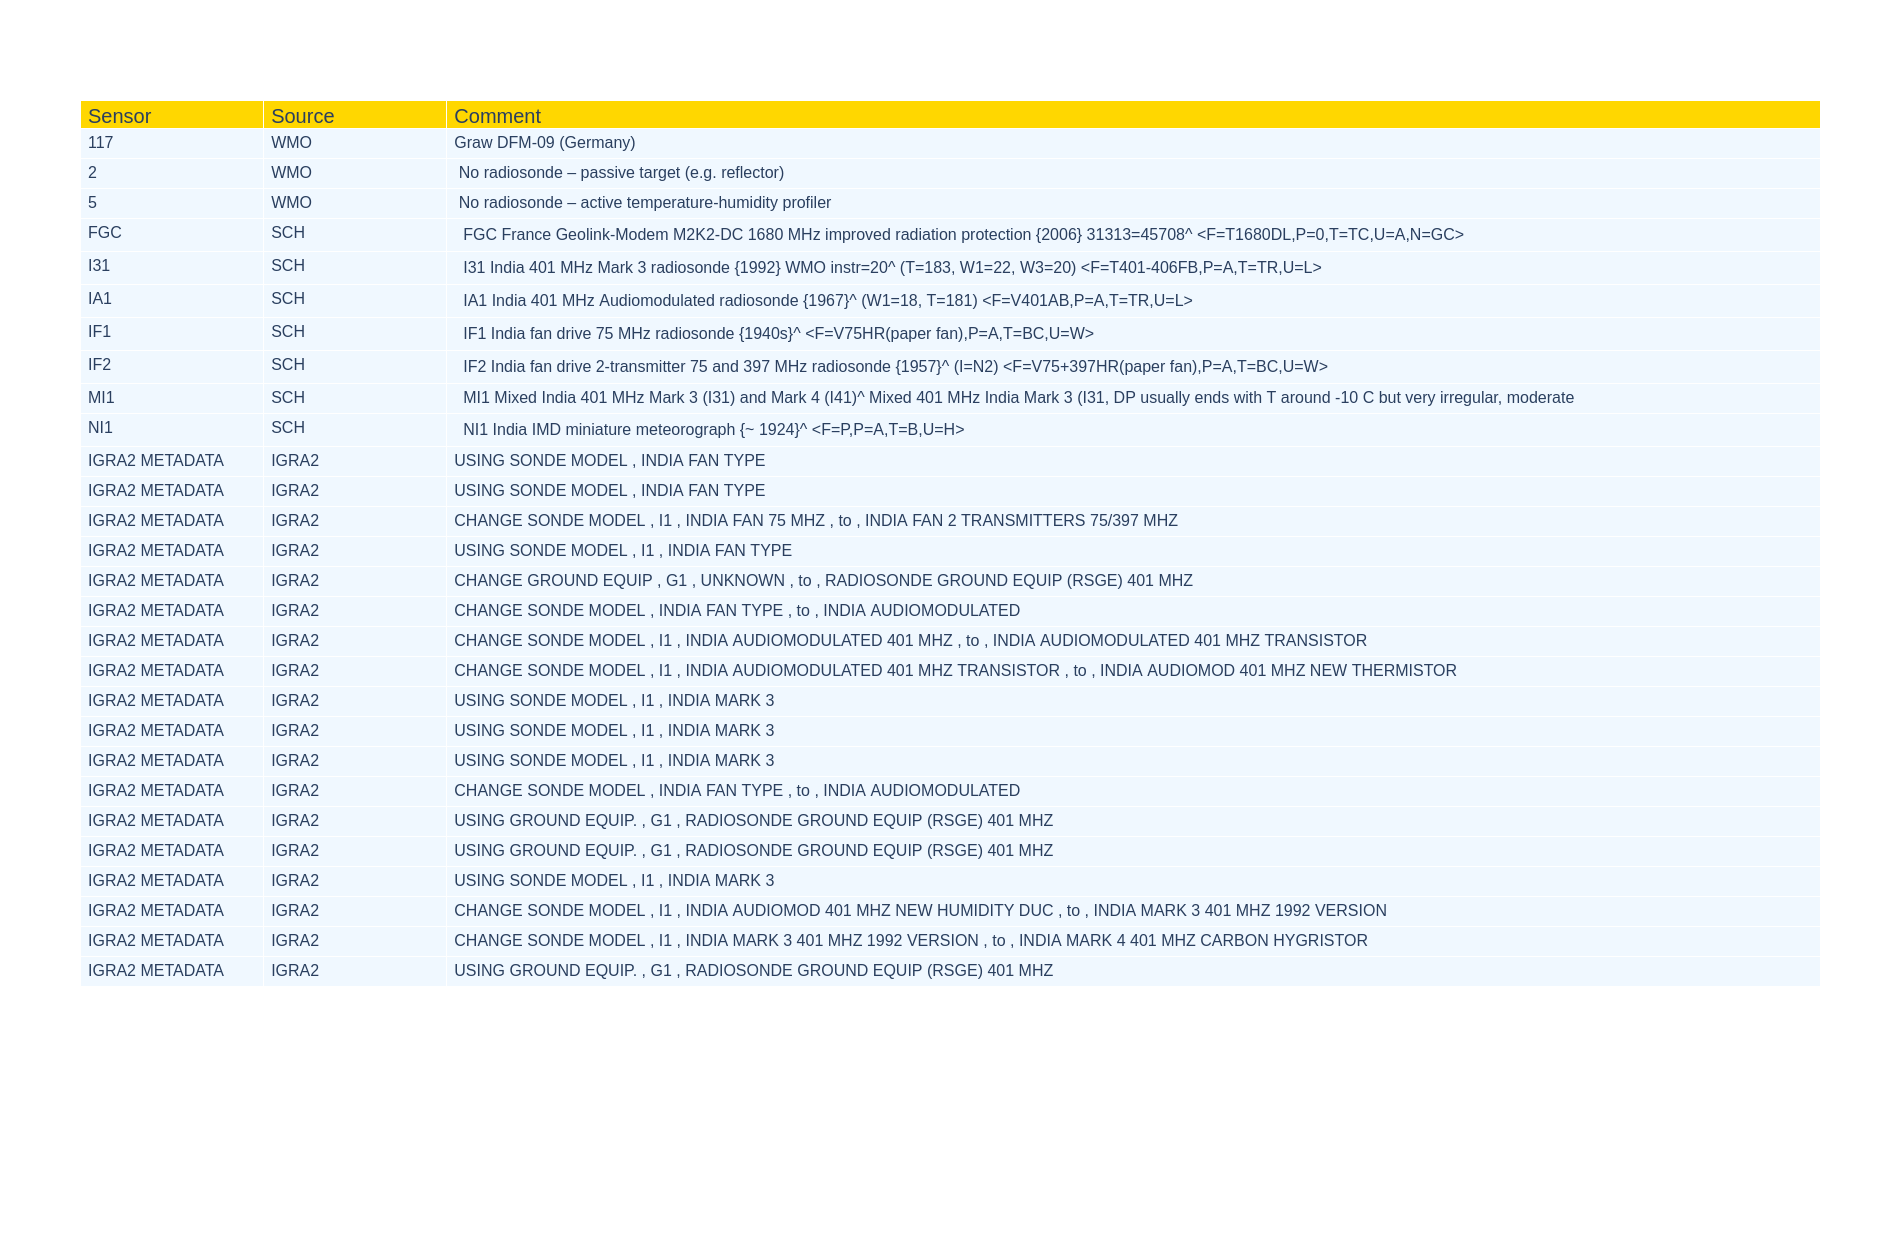 Sensor Source Comment
117 WMO Graw DFM-09 (Germany)
2 WMO No radiosonde – passive target (e.g. reflector)
5 WMO No radiosonde – active temperature-humidity profiler
FGC SCH FGC France Geolink-Modem M2K2-DC 1680 MHz improved radiation protection {2006} 31313=45708^ <F=T1680DL,P=0,T=TC,U=A,N=GC>
I31 SCH I31 India 401 MHz Mark 3 radiosonde {1992} WMO instr=20^ (T=183, W1=22, W3=20) <F=T401-406FB,P=A,T=TR,U=L>
IA1 SCH IA1 India 401 MHz Audiomodulated radiosonde {1967}^ (W1=18, T=181) <F=V401AB,P=A,T=TR,U=L>
IF1 SCH IF1 India fan drive 75 MHz radiosonde {1940s}^ <F=V75HR(paper fan),P=A,T=BC,U=W>
IF2 SCH IF2 India fan drive 2-transmitter 75 and 397 MHz radiosonde {1957}^ (I=N2) <F=V75+397HR(paper fan),P=A,T=BC,U=W>
MI1 SCH MI1 Mixed India 401 MHz Mark 3 (I31) and Mark 4 (I41)^ Mixed 401 MHz India Mark 3 (I31, DP usually ends with T around -10 C but very irregular, moderate
NI1 SCH NI1 India IMD miniature meteorograph {~ 1924}^ <F=P,P=A,T=B,U=H>
IGRA2 METADATA IGRA2 USING SONDE MODEL , INDIA FAN TYPE
IGRA2 METADATA IGRA2 USING SONDE MODEL , INDIA FAN TYPE
IGRA2 METADATA IGRA2 CHANGE SONDE MODEL , I1 , INDIA FAN 75 MHZ , to , INDIA FAN 2 TRANSMITTERS 75/397 MHZ
IGRA2 METADATA IGRA2 USING SONDE MODEL , I1 , INDIA FAN TYPE
IGRA2 METADATA IGRA2 CHANGE GROUND EQUIP , G1 , UNKNOWN , to , RADIOSONDE GROUND EQUIP (RSGE) 401 MHZ
IGRA2 METADATA IGRA2 CHANGE SONDE MODEL , INDIA FAN TYPE , to , INDIA AUDIOMODULATED
IGRA2 METADATA IGRA2 CHANGE SONDE MODEL , I1 , INDIA AUDIOMODULATED 401 MHZ , to , INDIA AUDIOMODULATED 401 MHZ TRANSISTOR
IGRA2 METADATA IGRA2 CHANGE SONDE MODEL , I1 , INDIA AUDIOMODULATED 401 MHZ TRANSISTOR , to , INDIA AUDIOMOD 401 MHZ NEW THERMISTOR
IGRA2 METADATA IGRA2 USING SONDE MODEL , I1 , INDIA MARK 3
IGRA2 METADATA IGRA2 USING SONDE MODEL , I1 , INDIA MARK 3
IGRA2 METADATA IGRA2 USING SONDE MODEL , I1 , INDIA MARK 3
IGRA2 METADATA IGRA2 CHANGE SONDE MODEL , INDIA FAN TYPE , to , INDIA AUDIOMODULATED
IGRA2 METADATA IGRA2 USING GROUND EQUIP. , G1 , RADIOSONDE GROUND EQUIP (RSGE) 401 MHZ
IGRA2 METADATA IGRA2 USING GROUND EQUIP. , G1 , RADIOSONDE GROUND EQUIP (RSGE) 401 MHZ
IGRA2 METADATA IGRA2 USING SONDE MODEL , I1 , INDIA MARK 3
IGRA2 METADATA IGRA2 CHANGE SONDE MODEL , I1 , INDIA AUDIOMOD 401 MHZ NEW HUMIDITY DUC , to , INDIA MARK 3 401 MHZ 1992 VERSION
IGRA2 METADATA IGRA2 CHANGE SONDE MODEL , I1 , INDIA MARK 3 401 MHZ 1992 VERSION , to , INDIA MARK 4 401 MHZ CARBON HYGRISTOR
IGRA2 METADATA IGRA2 USING GROUND EQUIP. , G1 , RADIOSONDE GROUND EQUIP (RSGE) 401 MHZ